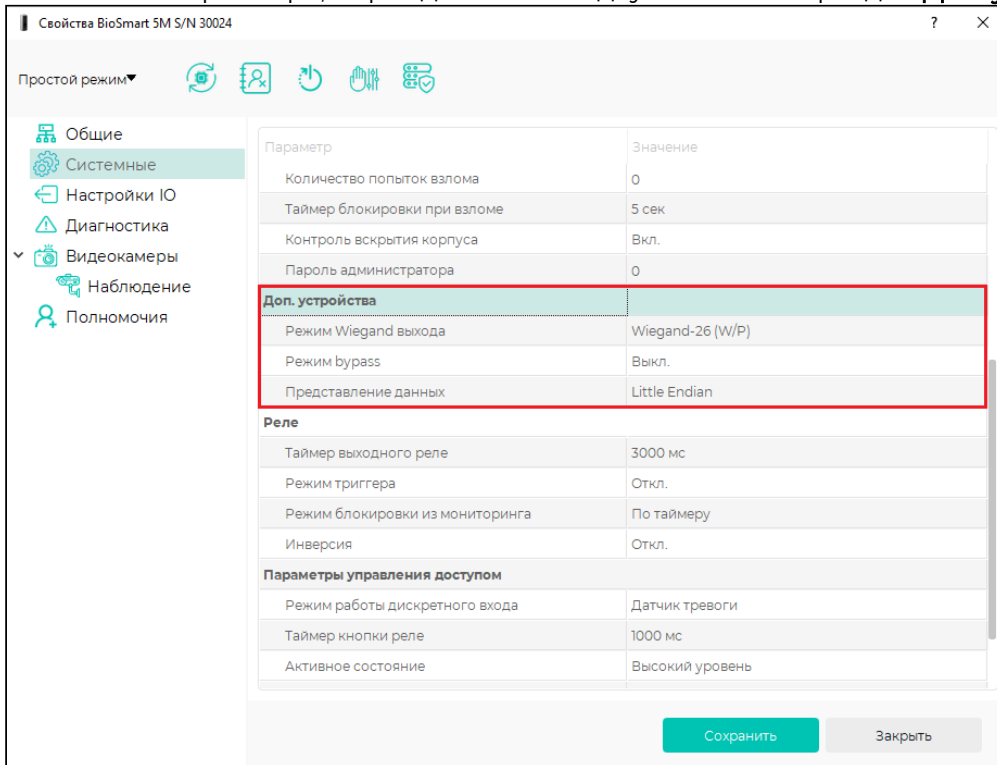 Свойства BioSmart 5M S/N 30024 ? ×
Простой режим▼
Общие
Системные
Настройки IO
Диагностика
Видеокамеры
Наблюдение
Полномочия
Параметр Значение
Количество попыток взлома 0
Таймер блокировки при взломе 5 сек
Контроль вскрытия корпуса Вкл.
Пароль администратора 0
Доп. устройства
Режим Wiegand выхода Wiegand-26 (W/P)
Режим bypass Выкл.
Представление данных Little Endian
Реле
Таймер выходного реле 3000 мс
Режим триггера Откл.
Режим блокировки из мониторинга По таймеру
Инверсия Откл.
Параметры управления доступом
Режим работы дискретного входа Датчик тревоги
Таймер кнопки реле 1000 мс
Активное состояние Высокий уровень
Сохранить Закрыть